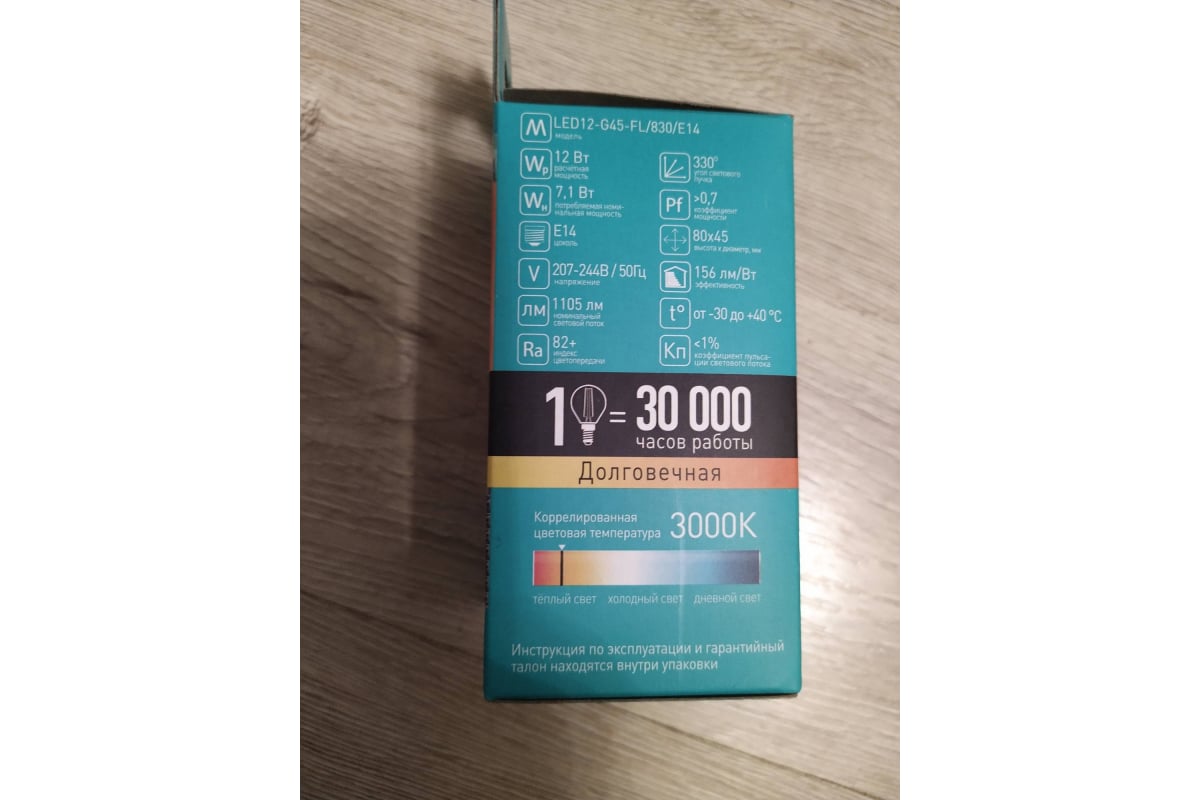 M LED12-G45-FL/830/E14
модель
Wp 12 Вт
расчётная
мощность
Wн 7,1 Вт
потребляемая номи-
нальная мощность
E14
цоколь
V 207-244В / 50Гц
напряжение
лм 1105 лм
номинальный
световой поток
Ra 82+
индекс
цветопередачи
330°
угол светового
пучка
Pf >0,7
коэффициент
мощности
80x45
высота x диаметр, мм
156 лм/Вт
эффективность
t° от -30 до +40 °С
Кп <1%
коэффициент пульса-
ции светового потока
1 = 30 000
часов работы
Долговечная
Коррелированная
цветовая температура 3000К
тёплый свет холодный свет дневной свет
Инструкция по эксплуатации и гарантийный
талон находятся внутри упаковки